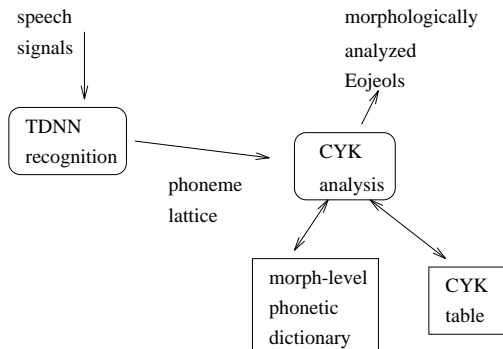 speech
signals
morphologically
analyzed
Eojeols
TDNN
recognition
CYK
analysis
phoneme
lattice
morph-level
phonetic
dictionary
CYK
table